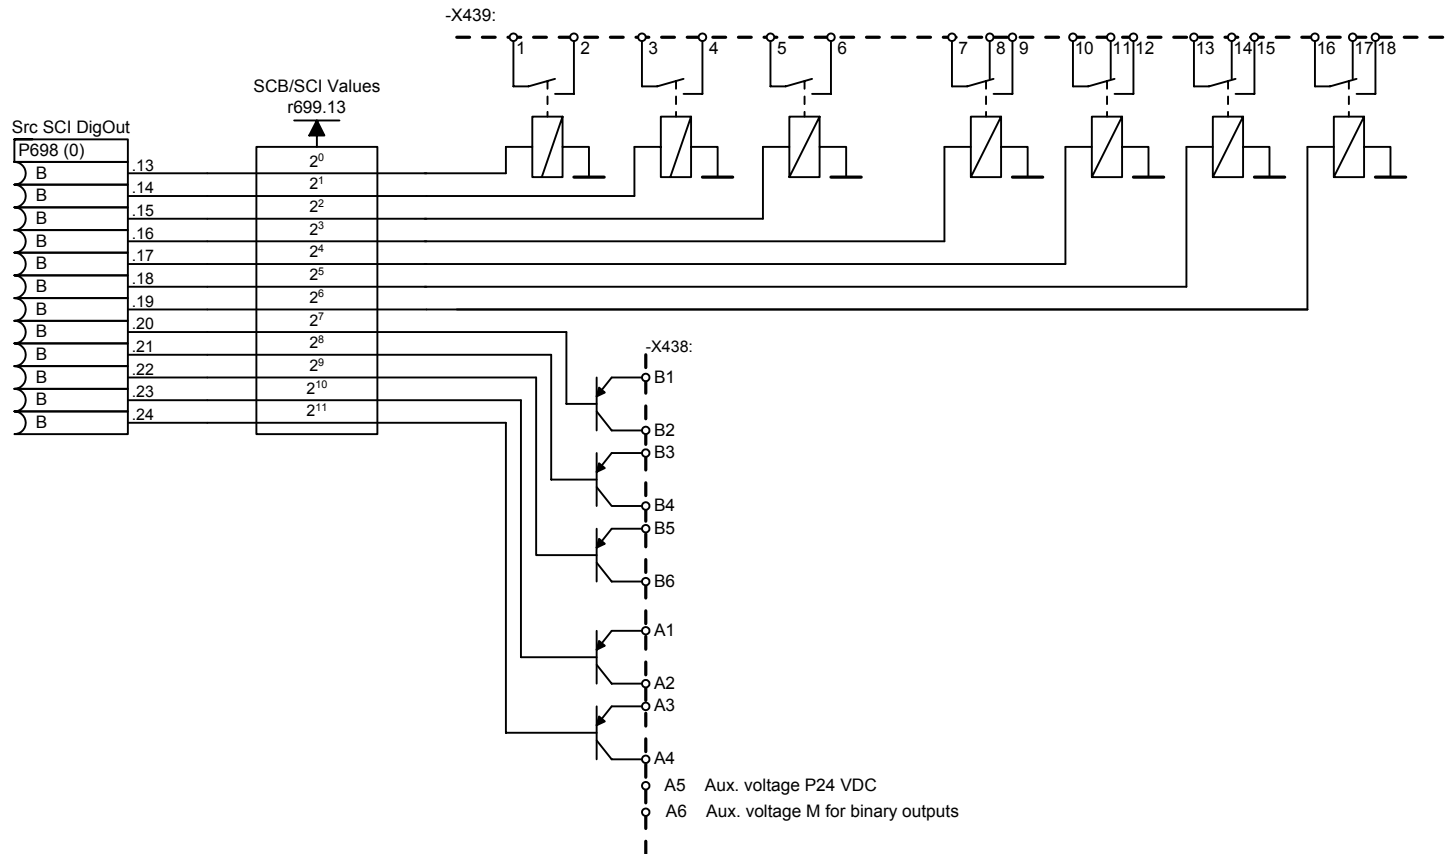 -X439:
1 2 3 4 5 6 7 8 9 10 11 12 13 14 15 16 17 18
SCB/SCI Values
r699.13
Src SCI DigOut
P698 (0)
B .13 2⁰
B .14 2¹
B .15 2²
B .16 2³
B .17 2⁴
B .18 2⁵
B .19 2⁶
B .20 2⁷
B .21 2⁸
B .22 2⁹
B .23 2¹⁰
B .24 2¹¹
-X438:
B1
B2
B3
B4
B5
B6
A1
A2
A3
A4
A5 Aux. voltage P24 VDC
A6 Aux. voltage M for binary outputs